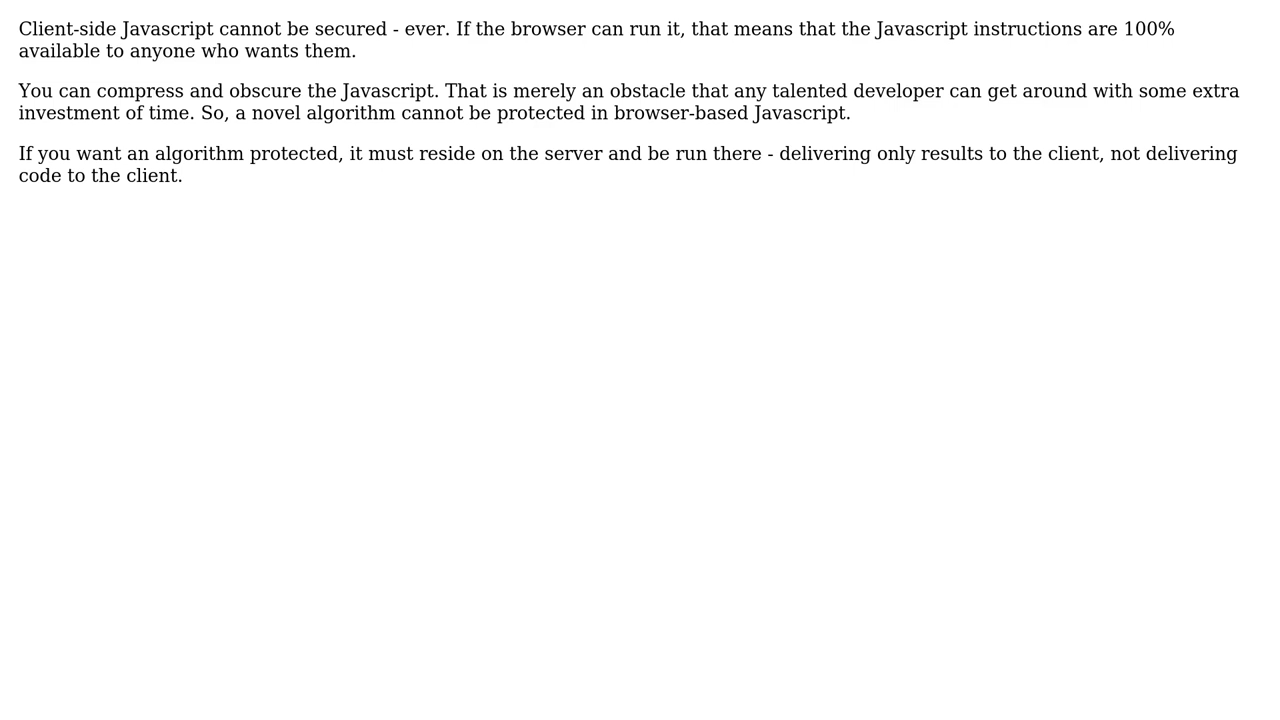 Client-side Javascript cannot be secured - ever. If the browser can run it, that means that the Javascript instructions are 100%
available to anyone who wants them.
You can compress and obscure the Javascript. That is merely an obstacle that any talented developer can get around with some extra
investment of time. So, a novel algorithm cannot be protected in browser-based Javascript.
If you want an algorithm protected, it must reside on the server and be run there - delivering only results to the client, not delivering
code to the client.